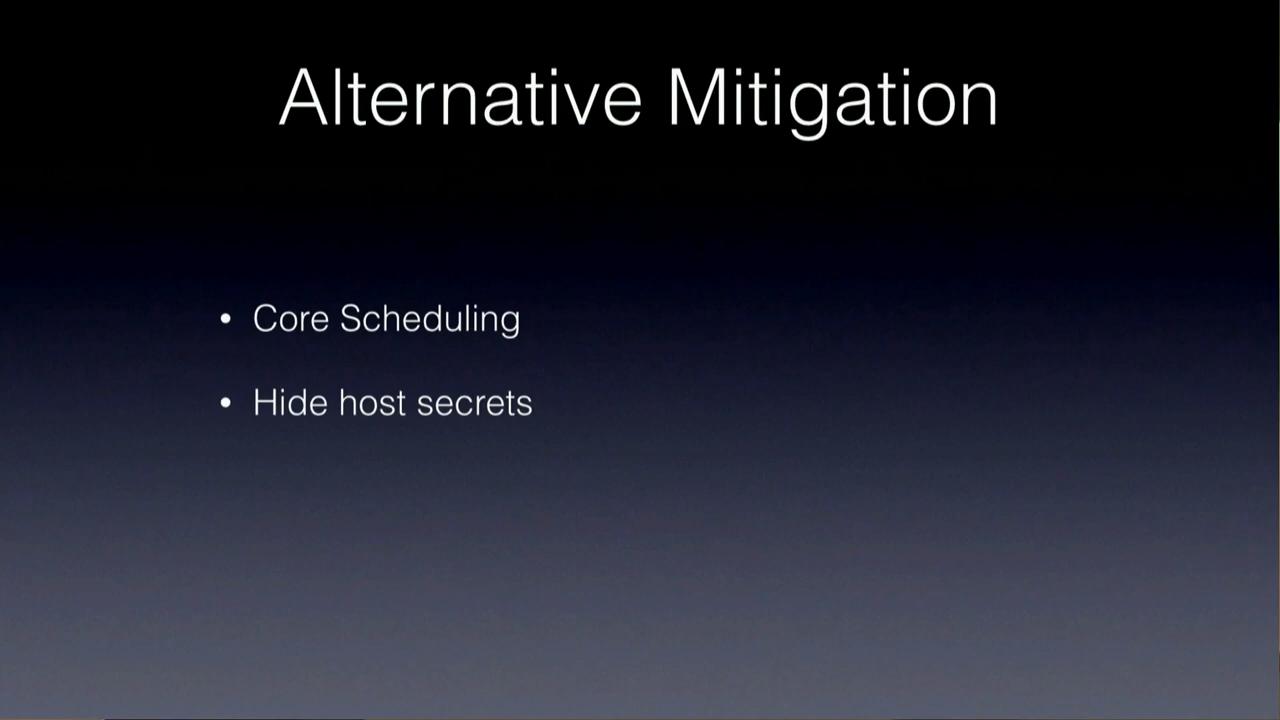 Alternative Mitigation
• Core Scheduling
• Hide host secrets